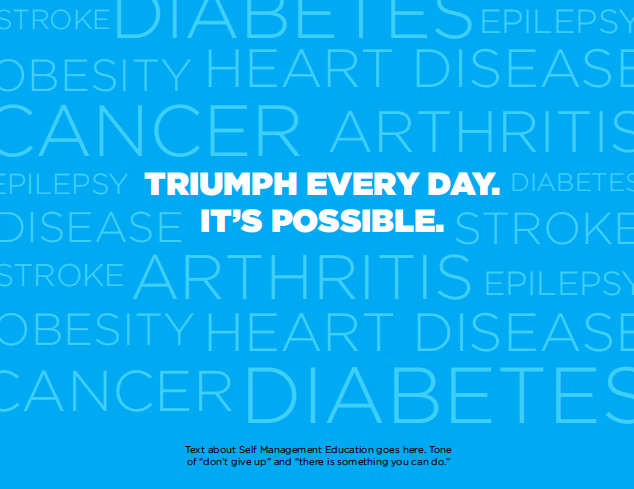 STROKE DIABETES EPILEPSY
OBESITY HEART DISEASE
CANCER ARTHRITIS
EPILEPSY TRIUMPH EVERY DAY. DIABETES
DISEASE IT’S POSSIBLE. STROKE
STROKE ARTHRITIS EPILEPSY
OBESITY HEART DISEASE
CANCER DIABETES
Text about Self Management Education goes here. Tone
of “don’t give up” and “there is something you can do.”